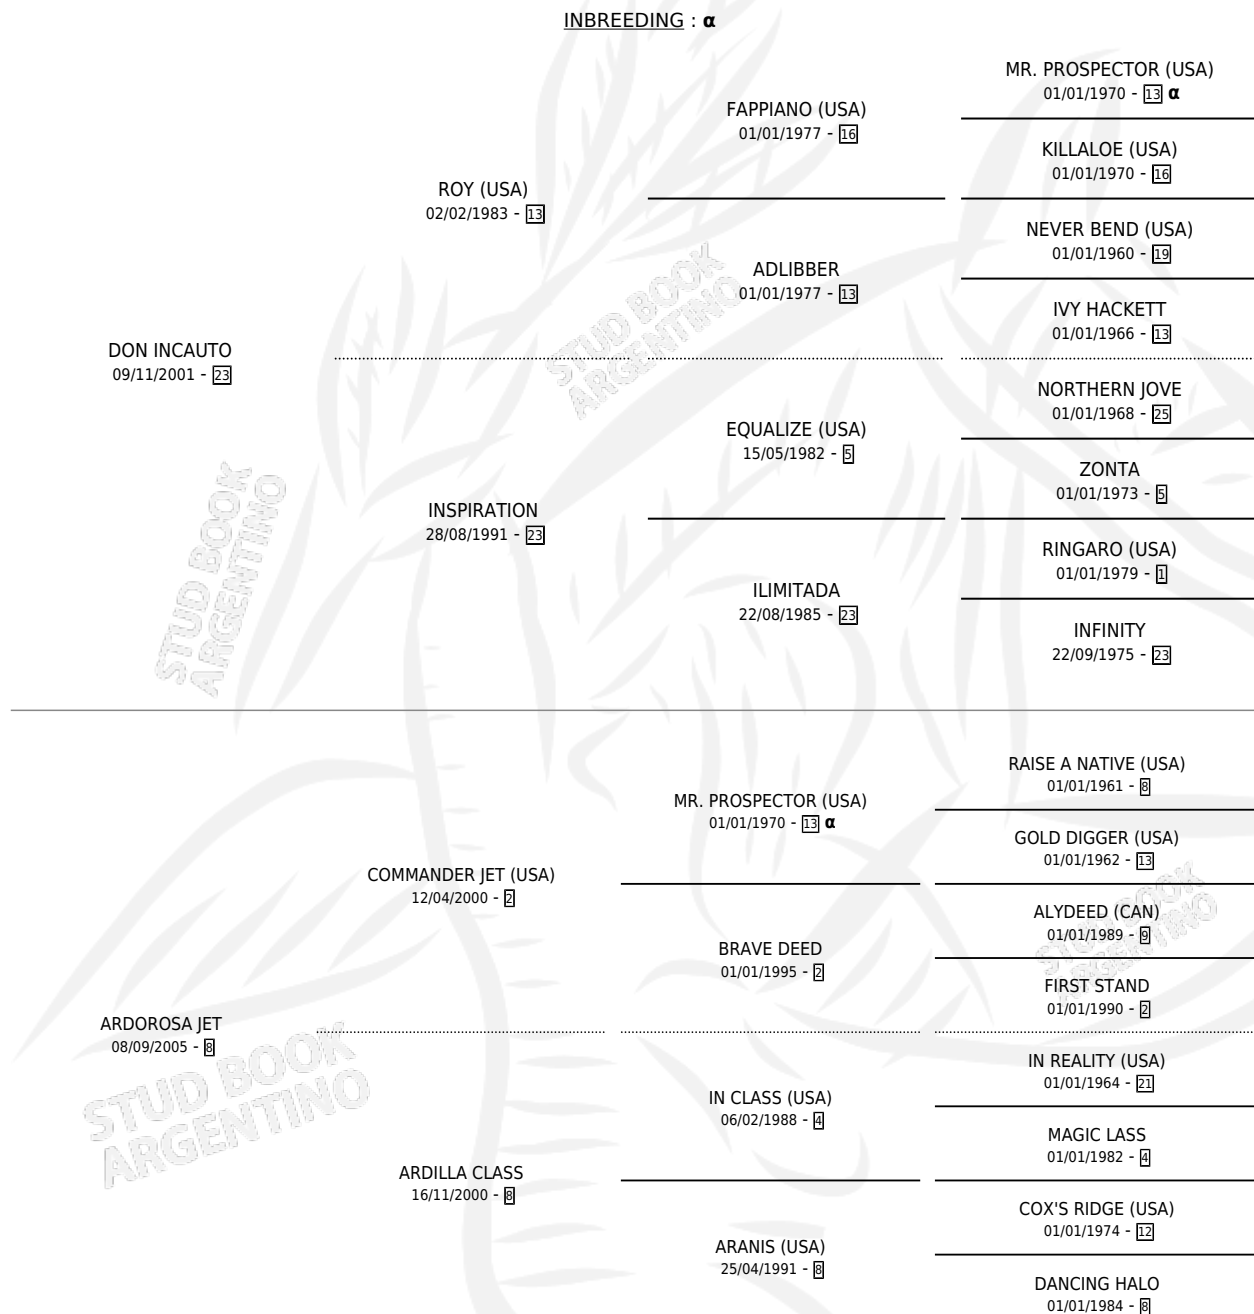 INBREEDING : α
MR. PROSPECTOR (USA)
01/01/1970 - 13 α
FAPPIANO (USA)
01/01/1977 - 16
KILLALOE (USA)
01/01/1970 - 16
ROY (USA)
02/02/1983 - 13
NEVER BEND (USA)
01/01/1960 - 19
ADLIBBER
01/01/1977 - 13
IVY HACKETT
01/01/1966 - 13
DON INCAUTO
09/11/2001 - 23
NORTHERN JOVE
01/01/1968 - 25
EQUALIZE (USA)
15/05/1982 - 5
ZONTA
01/01/1973 - 5
INSPIRATION
28/08/1991 - 23
RINGARO (USA)
01/01/1979 - 1
ILIMITADA
22/08/1985 - 23
INFINITY
22/09/1975 - 23
STUD BOOK
ARGENTINO
STUD BOOK
ARGENTINO
RAISE A NATIVE (USA)
01/01/1961 - 8
MR. PROSPECTOR (USA)
01/01/1970 - 13 α
GOLD DIGGER (USA)
01/01/1962 - 13
COMMANDER JET (USA)
12/04/2000 - 2
ALYDEED (CAN)
01/01/1989 - 9
BRAVE DEED
01/01/1995 - 2
FIRST STAND
01/01/1990 - 2
ARDOROSA JET
08/09/2005 - 8
IN REALITY (USA)
01/01/1964 - 21
IN CLASS (USA)
06/02/1988 - 4
MAGIC LASS
01/01/1982 - 4
ARDILLA CLASS
16/11/2000 - 8
COX'S RIDGE (USA)
01/01/1974 - 12
ARANIS (USA)
25/04/1991 - 8
DANCING HALO
01/01/1984 - 8
STUD BOOK
ARGENTINO
STUD BOOK
ARGENTINO